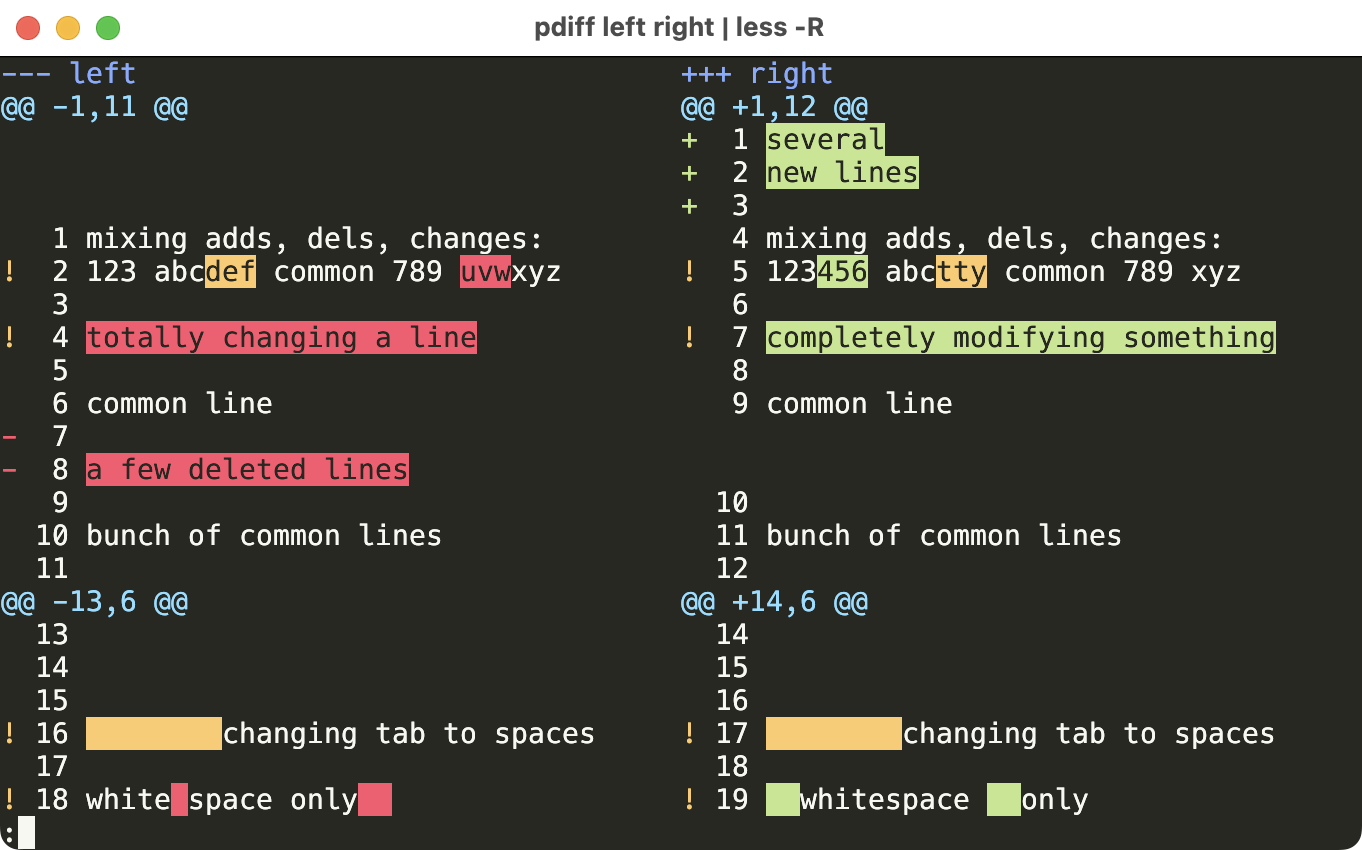 pdiff left right | less -R
--- left                                +++ right
@@ -1,11 @@                             @@ +1,12 @@
                                        +  1 several
                                        +  2 new lines
                                        +  3
   1 mixing adds, dels, changes:           4 mixing adds, dels, changes:
!  2 123 abcdef common 789 uvwxyz       !  5 123456 abctty common 789 xyz
   3                                       6
!  4 totally changing a line            !  7 completely modifying something
   5                                       8
   6 common line                           9 common line
-  7
-  8 a few deleted lines
   9                                      10
  10 bunch of common lines                11 bunch of common lines
  11                                      12
@@ -13,6 @@                             @@ +14,6 @@
  13                                      14
  14                                      15
  15                                      16
! 16         changing tab to spaces     ! 17         changing tab to spaces
  17                                      18
! 18 white space only                   ! 19   whitespace   only
: